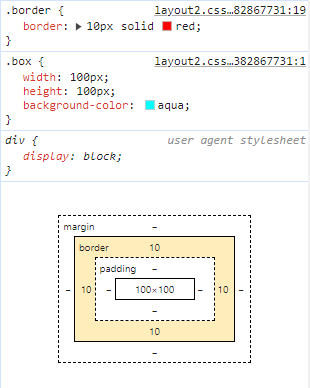 .border { layout2.css…82867731:19
border: ▶ 10px solid red;
}
.box { layout2.css…382867731:1
width: 100px;
height: 100px;
background-color: aqua;
}
div { user agent stylesheet
display: block;
}
margin –
border 10
padding –
– 10 – 100×100 – 10 –
–
10
–